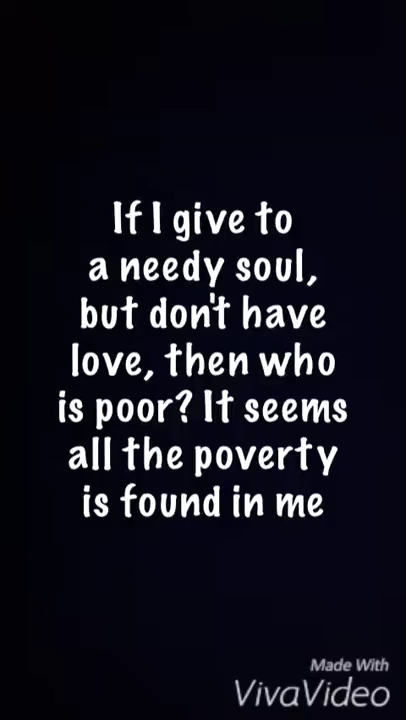 If I give to
a needy soul,
but don't have
love, then who
is poor? It seems
all the poverty
is found in me
Made With
VivaVideo